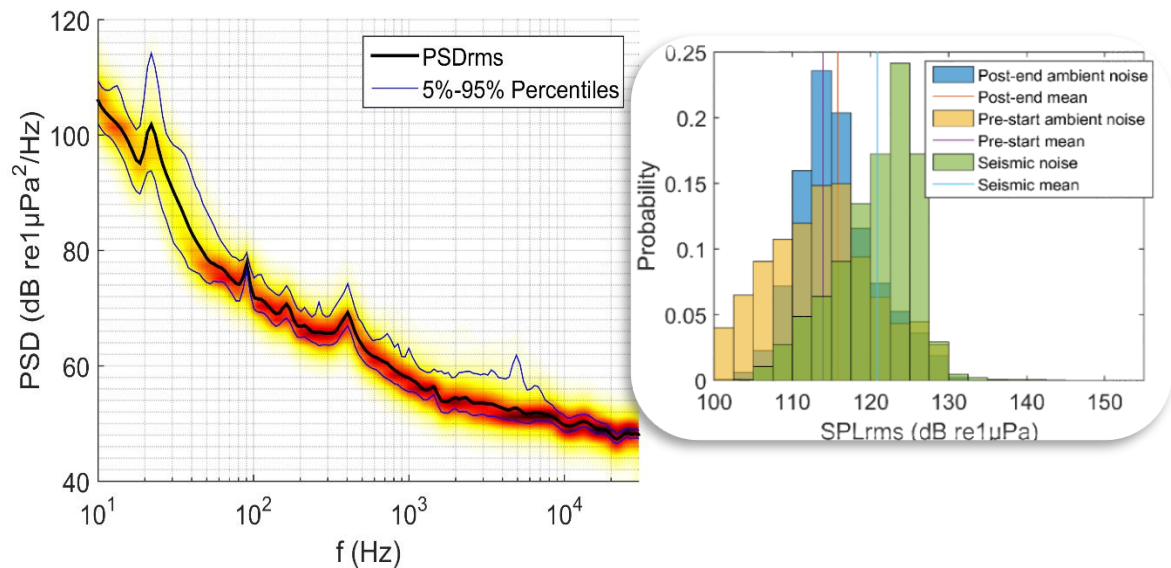 120
100
80
60
40
PSD (dB re1µPa²/Hz)
PSDrms
5%-95% Percentiles
10¹
10²
10³
10⁴
f (Hz)
0.25
0.2
0.15
0.1
0.05
0
Probability
Post-end ambient noise
Post-end mean
Pre-start ambient noise
Pre-start mean
Seismic noise
Seismic mean
100
110
120
130
140
150
SPLrms (dB re1µPa)